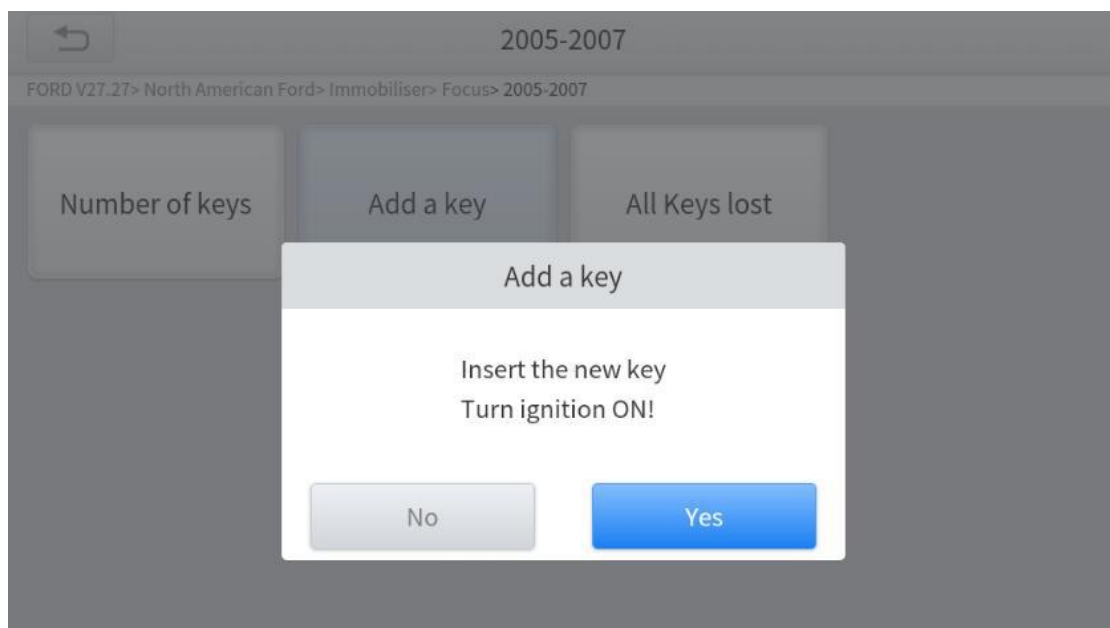 2005-2007
FORD V27.27> North American Ford> Immobiliser> Focus> 2005-2007
Number of keys
Add a key
All Keys lost
Add a key
Insert the new key
Turn ignition ON!
No
Yes